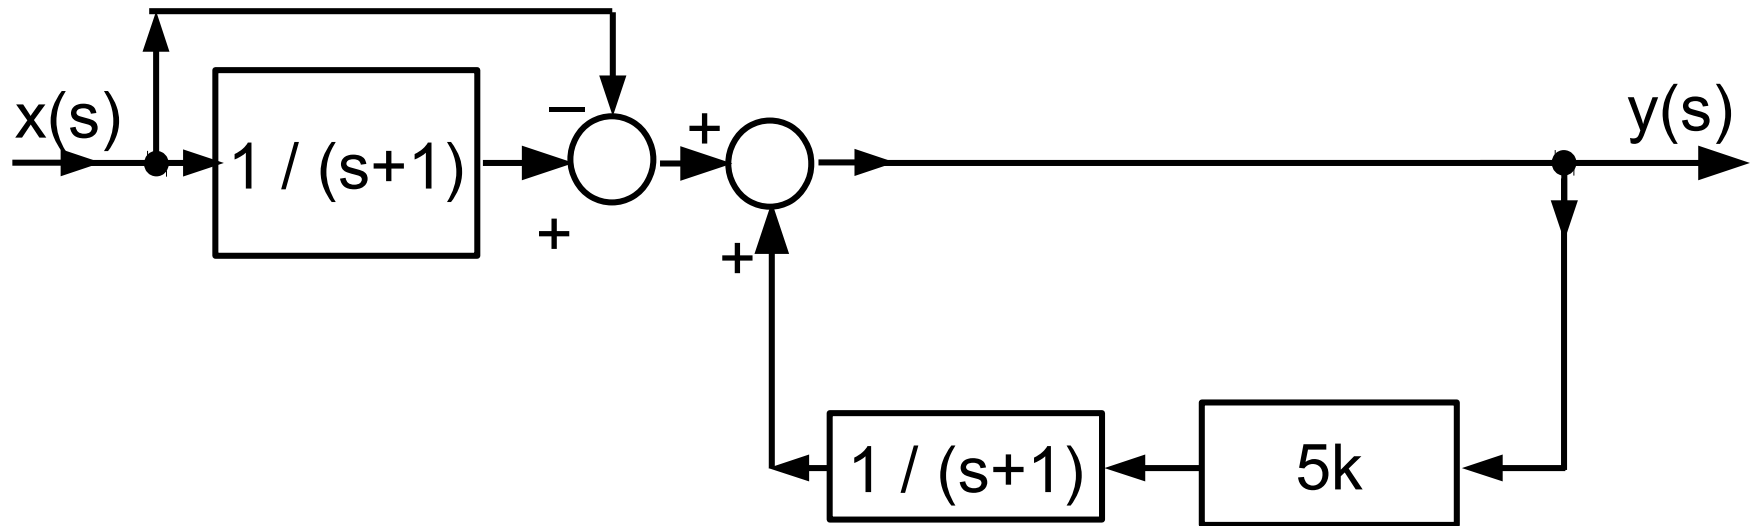 x(s)
1 / (s+1)
−
+
+
+
y(s)
1 / (s+1)
5k